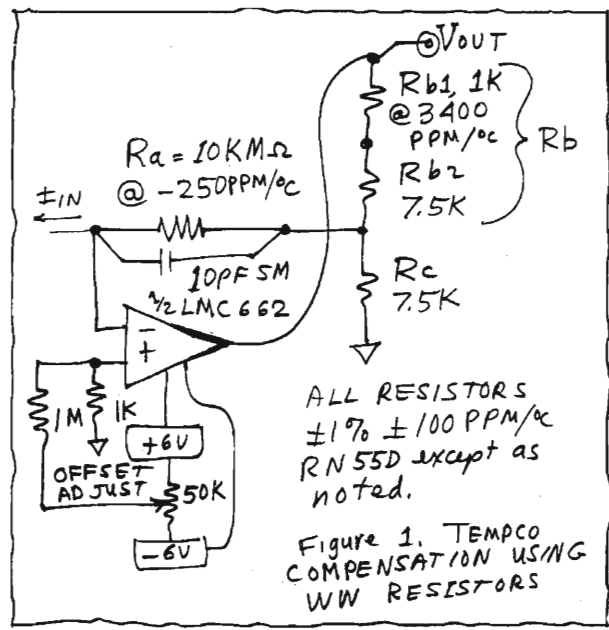 VOUT
Rb1, 1K
@ 3400
PPM/°C
Rb
Rb2
7.5K
Ra = 10KMΩ
@ -250PPM/°C
±IN
10PF 5M
1/2 LMC662
Rc
7.5K
−
+
1M
1K
+6V
OFFSET
ADJUST
50K
−6V
ALL RESISTORS
±1% ±100 PPM/°C
RN55D except as
noted.
Figure 1. TEMPCO
COMPENSATION USING
WW RESISTORS